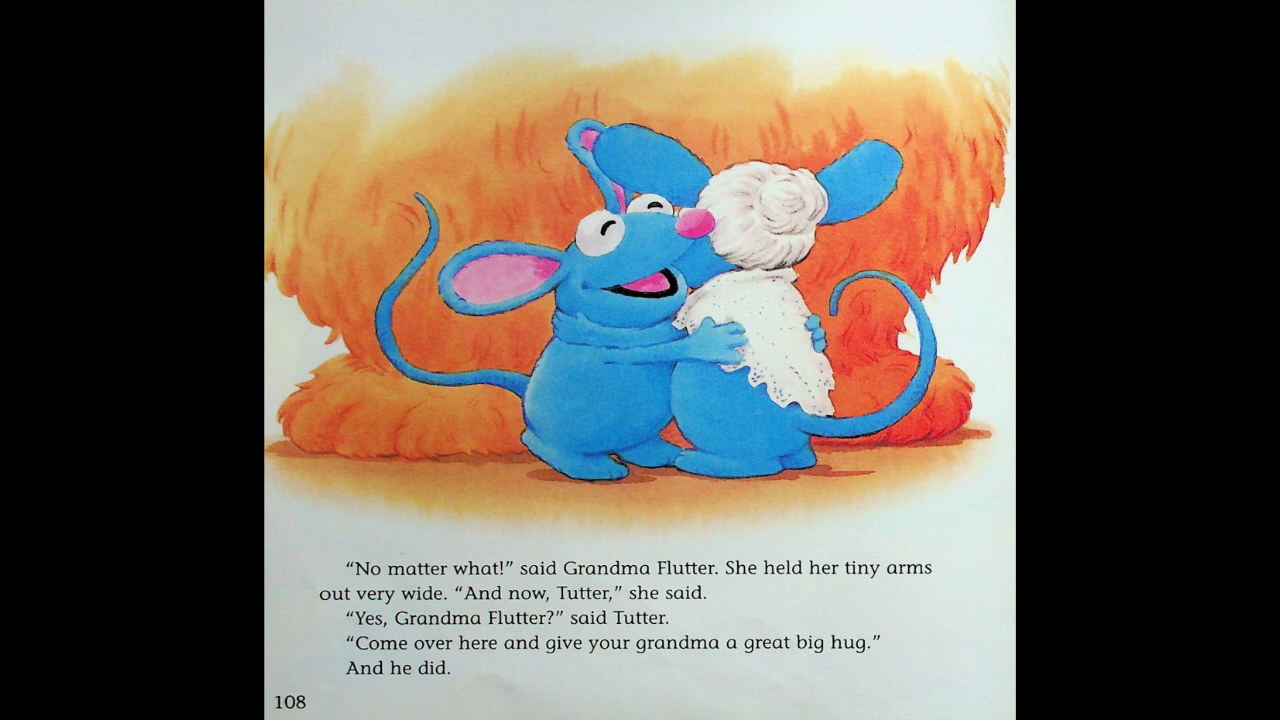 “No matter what!” said Grandma Flutter. She held her tiny arms
out very wide. “And now, Tutter,” she said.
“Yes, Grandma Flutter?” said Tutter.
“Come over here and give your grandma a great big hug.”
And he did.
108